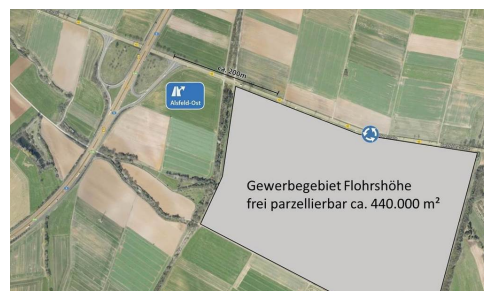 ca. 200m
Alsfeld-Ost
Gewerbegebiet Flohrshöhe
frei parzellierbar ca. 440.000 m²